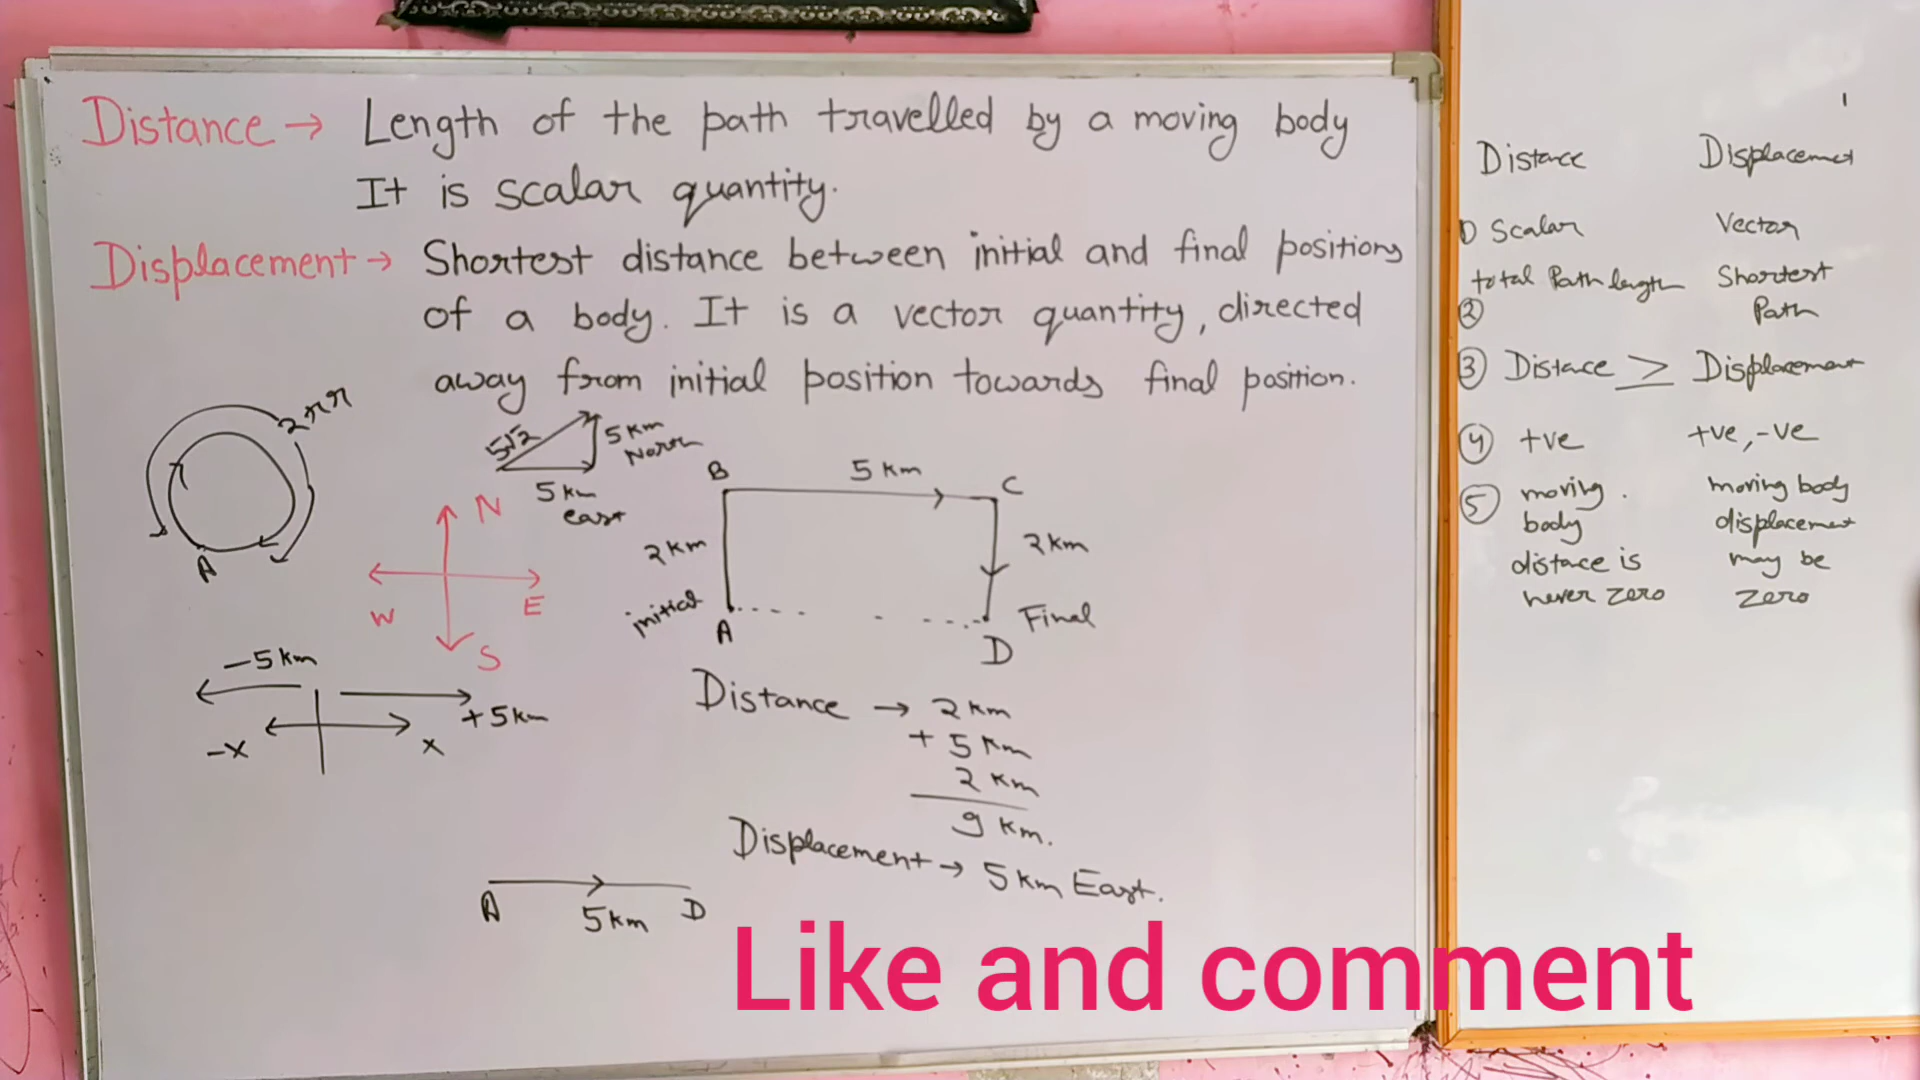 Distance → Length of the path travelled by a moving body
It is scalar quantity.
Displacement → Shortest distance between initial and final positions
of a body. It is a vector quantity, directed
away from initial position towards final position.
2πr
A
5√2
5 km
North
5 km
east
N
W
E
S
B
5 km
C
2 km
2 km
initial
A
Final
D
-5 km
+5 km
-x
x
Distance → 2 km
+ 5 km
2 km
9 km.
Displacement → 5 km East.
A
5 km
D
Like and comment
Distace Displacemet
1) Scalar Vector
total Path length Shortest
2 Path
3 Distace ≥ Displacement
4 +ve +ve, -ve
5 moving moving body
body displacement
distace is may be
never zero zero